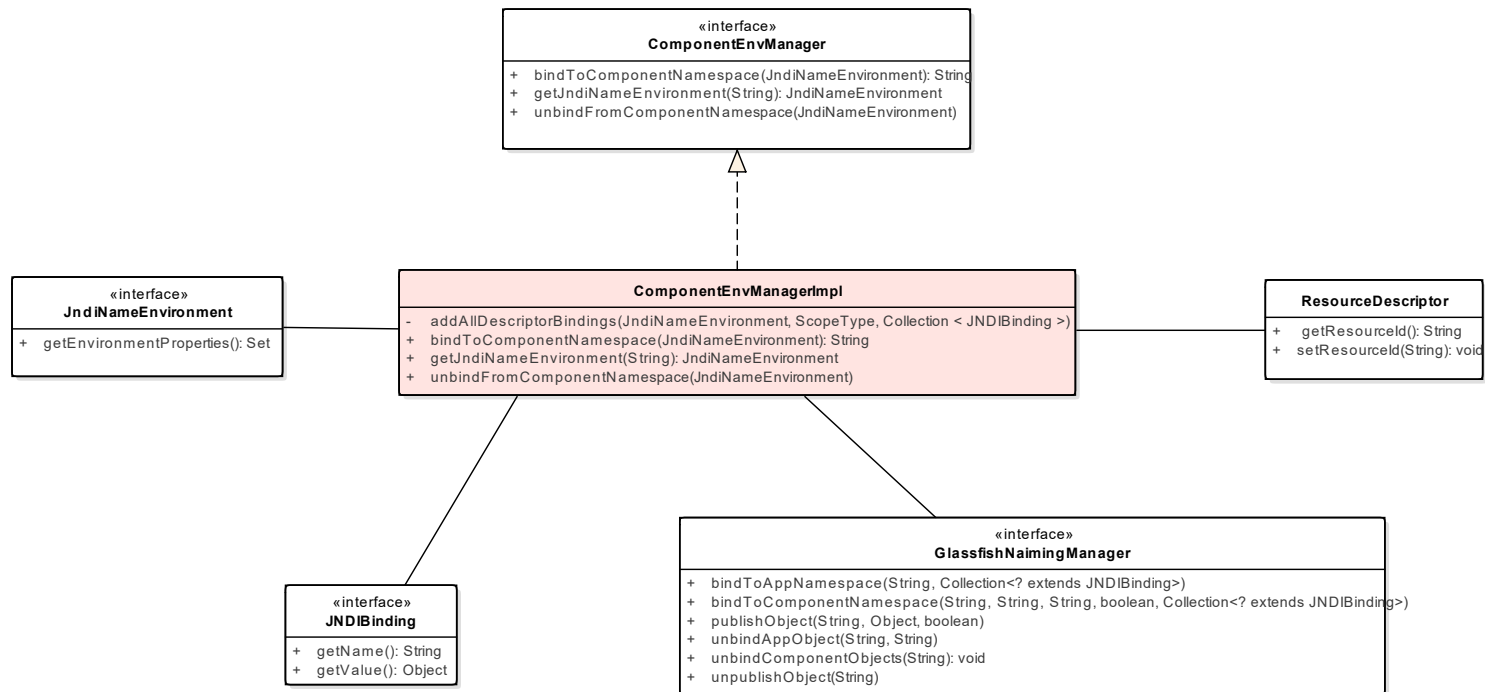 «interface»
ComponentEnvManager
+ bindToComponentNamespace(JndiNameEnvironment): String
+ getJndiNameEnvironment(String): JndiNameEnvironment
+ unbindFromComponentNamespace(JndiNameEnvironment)
«interface»
JndiNameEnvironment
+ getEnvironmentProperties(): Set
ComponentEnvManagerImpl
- addAllDescriptorBindings(JndiNameEnvironment, ScopeType, Collection < JNDIBinding >)
+ bindToComponentNamespace(JndiNameEnvironment): String
+ getJndiNameEnvironment(String): JndiNameEnvironment
+ unbindFromComponentNamespace(JndiNameEnvironment)
ResourceDescriptor
+ getResourceId(): String
+ setResourceId(String): void
«interface»
JNDIBinding
+ getName(): String
+ getValue(): Object
«interface»
GlassfishNaimingManager
+ bindToAppNamespace(String, Collection<? extends JNDIBinding>)
+ bindToComponentNamespace(String, String, String, boolean, Collection<? extends JNDIBinding>)
+ publishObject(String, Object, boolean)
+ unbindAppObject(String, String)
+ unbindComponentObjects(String): void
+ unpublishObject(String)